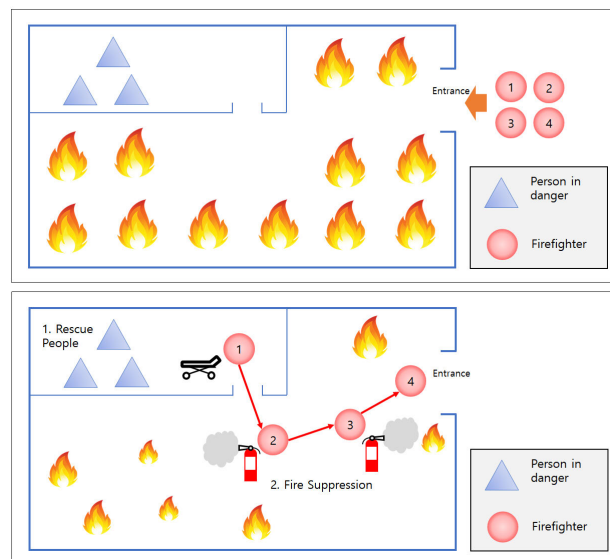 Entrance
1
2
3
4
Person in
danger
Firefighter
1. Rescue
People
1
Entrance
4
3
2
2. Fire Suppression
Person in
danger
Firefighter